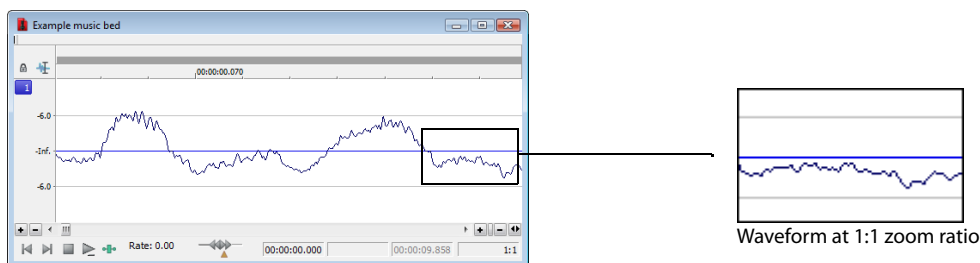 Example music bed
00:00:00.070
1
-6.0
-Inf.
-6.0
Rate: 0.00
00:00:00.000
00:00:09.858
1:1
Waveform at 1:1 zoom ratio